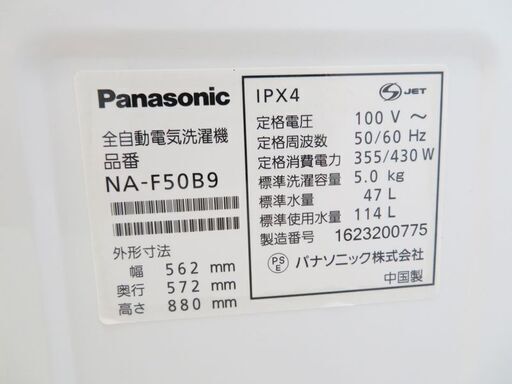 Panasonic
全自動電気洗濯機
品番
NA-F50B9
外形寸法
幅 562 mm
奥行 572 mm
高さ 880 mm
IPX4
S JET
定格電圧 100 V ～
定格周波数 50/60 Hz
定格消費電力 355/430 W
標準洗濯容量 5.0 kg
標準水量 47 L
標準使用水量 114 L
製造番号 1623200775
PS
E
パナソニック株式会社
中国製